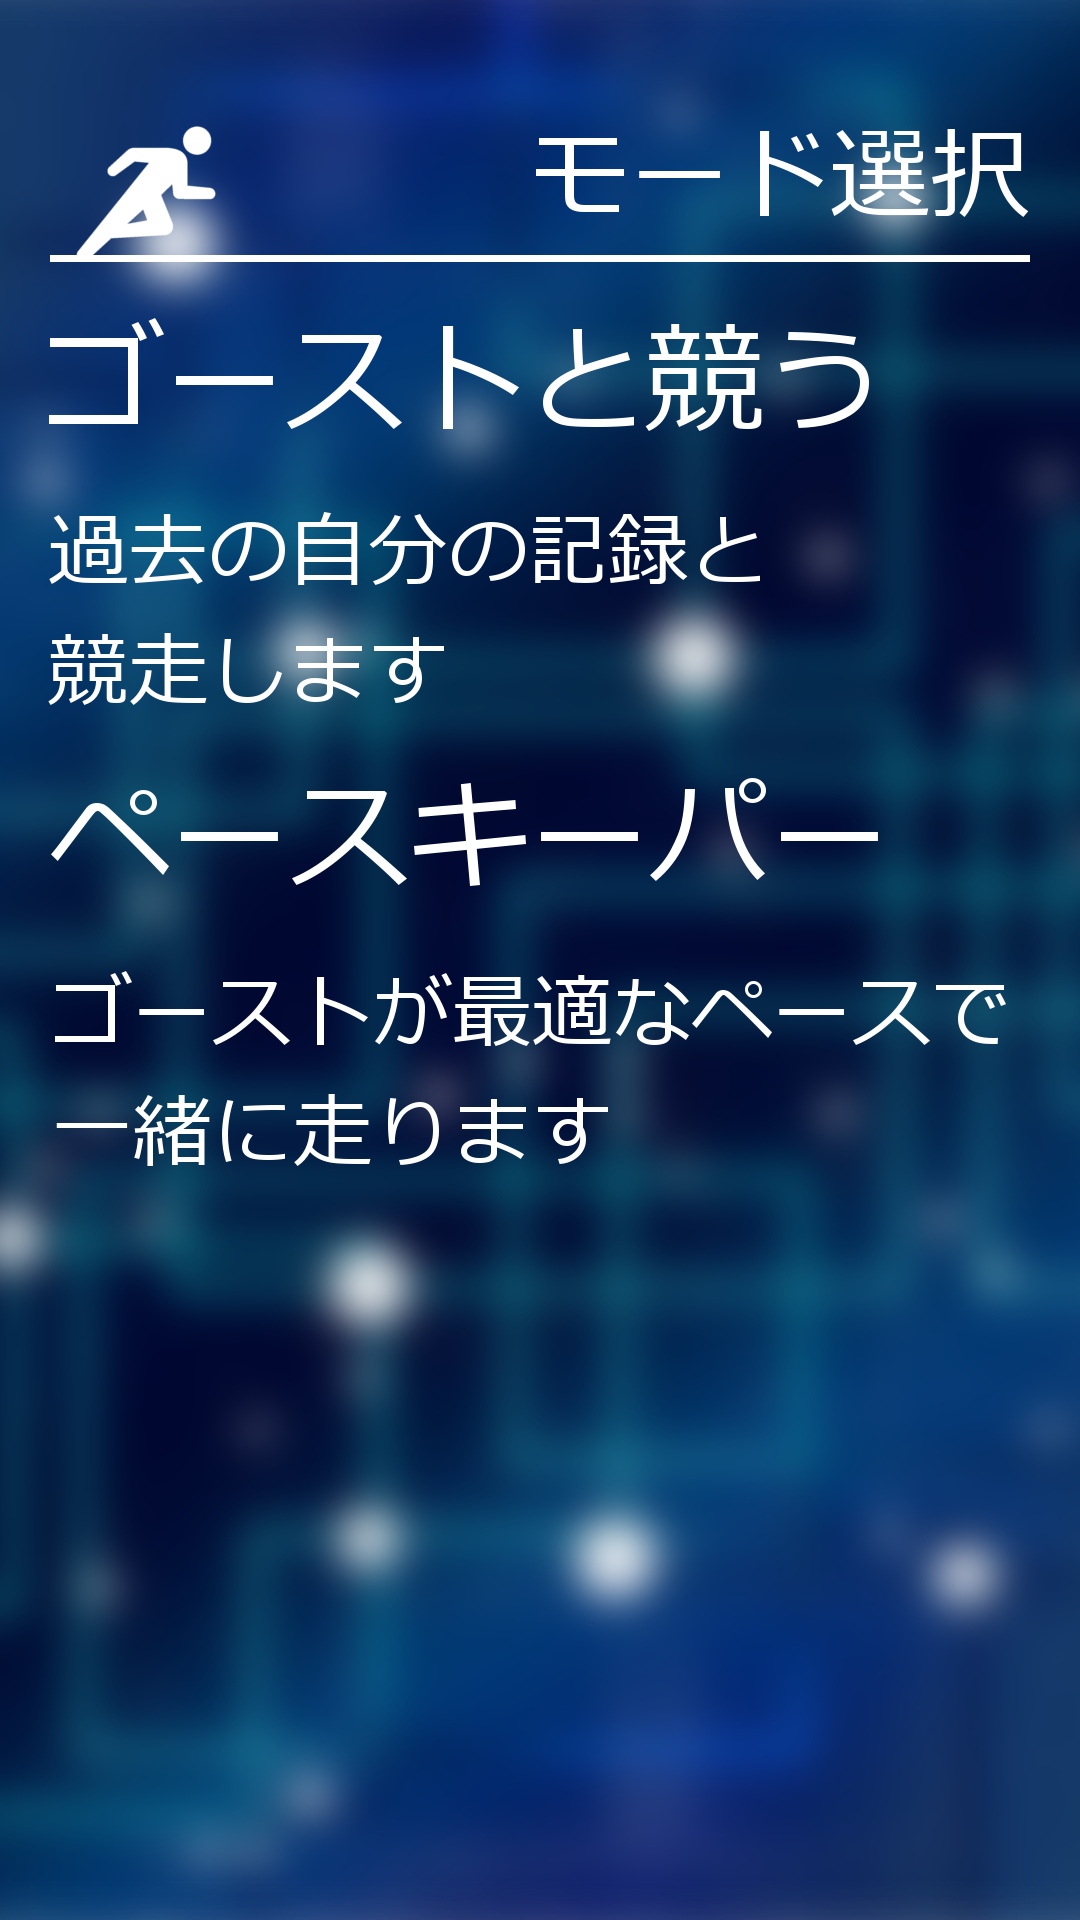 モード選択
ゴーストと競う
過去の自分の記録と
競走します
ペースキーパー
ゴーストが最適なペースで
一緒に走ります